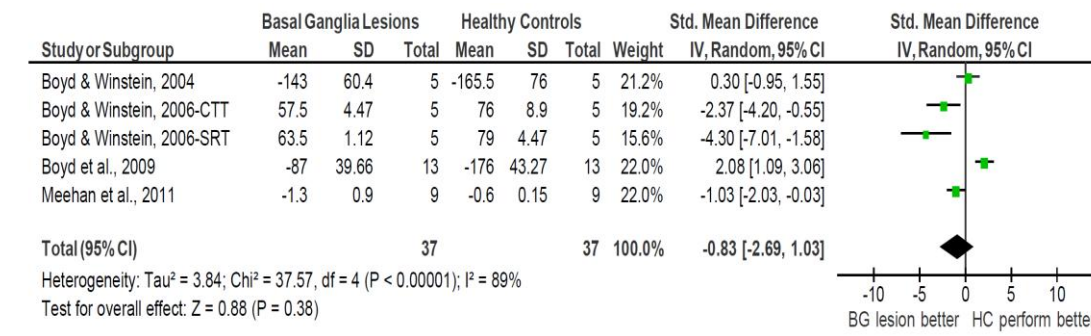 Basal Ganglia Lesions Healthy Controls Std. Mean Difference Std. Mean Difference
Study or Subgroup Mean SD Total Mean SD Total Weight IV, Random, 95% CI IV, Random, 95% CI
Boyd & Winstein, 2004 -143 60.4 5 -165.5 76 5 21.2% 0.30 [-0.95, 1.55]
Boyd & Winstein, 2006-CTT 57.5 4.47 5 76 8.9 5 19.2% -2.37 [-4.20, -0.55]
Boyd & Winstein, 2006-SRT 63.5 1.12 5 79 4.47 5 15.6% -4.30 [-7.01, -1.58]
Boyd et al., 2009 -87 39.66 13 -176 43.27 13 22.0% 2.08 [1.09, 3.06]
Meehan et al., 2011 -1.3 0.9 9 -0.6 0.15 9 22.0% -1.03 [-2.03, -0.03]
Total (95% CI) 37 37 100.0% -0.83 [-2.69, 1.03]
Heterogeneity: Tau² = 3.84; Chi² = 37.57, df = 4 (P < 0.00001); I² = 89%
Test for overall effect: Z = 0.88 (P = 0.38)
-10 -5 0 5 10
BG lesion better HC perform bette